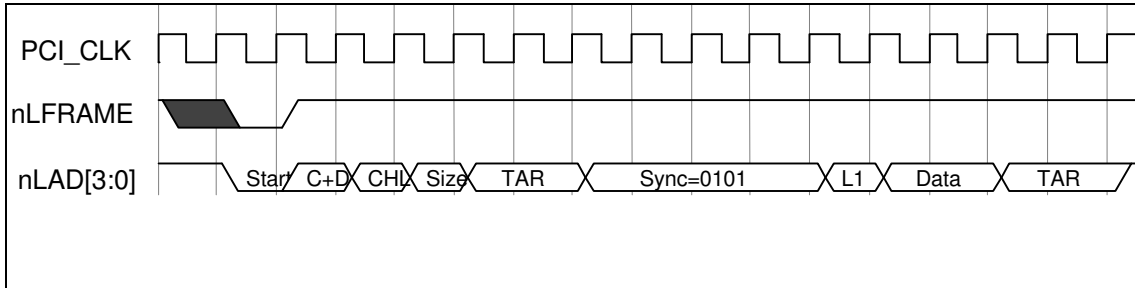 PCI_CLK
nLFRAME
nLAD[3:0]
Start C+D CHL Size TAR Sync=0101 L1 Data TAR